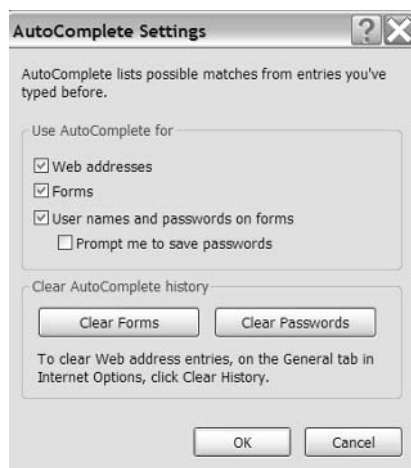 AutoComplete Settings
AutoComplete lists possible matches from entries you've
typed before.
Use AutoComplete for
Web addresses
Forms
User names and passwords on forms
Prompt me to save passwords
Clear AutoComplete history
Clear Forms Clear Passwords
To clear Web address entries, on the General tab in
Internet Options, click Clear History.
OK Cancel